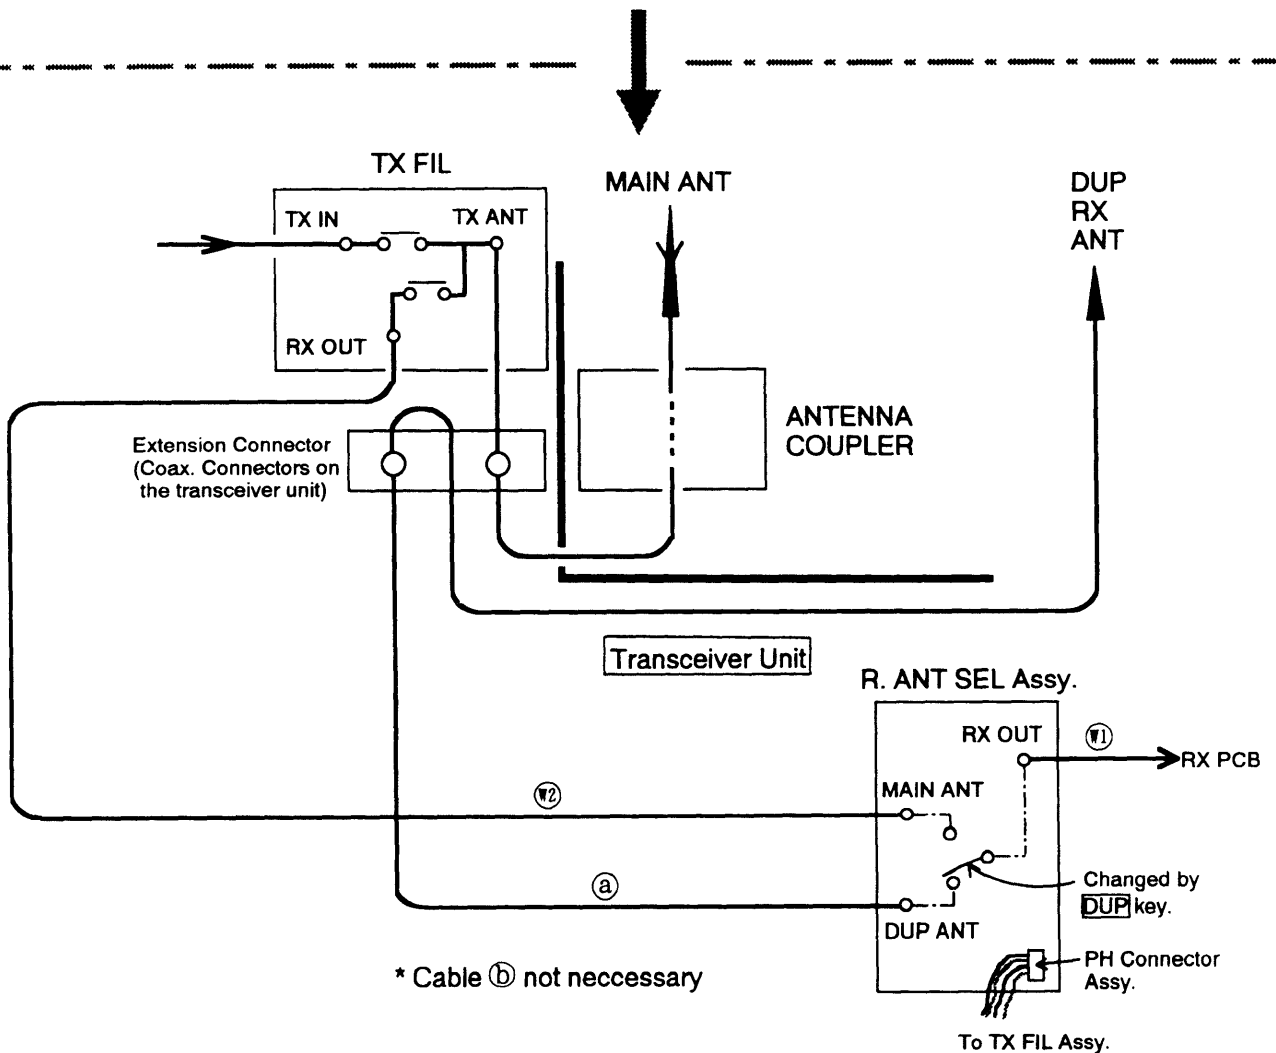 TX FIL
MAIN ANT
DUP
RX
ANT
TX IN
TX ANT
RX OUT
ANTENNA
COUPLER
Extension Connector
(Coax. Connectors on
the transceiver unit)
Transceiver Unit
R. ANT SEL Assy.
RX OUT
W1
RX PCB
MAIN ANT
W2
a
Changed by
DUP key.
DUP ANT
PH Connector
Assy.
* Cable b not neccessary
To TX FIL Assy.